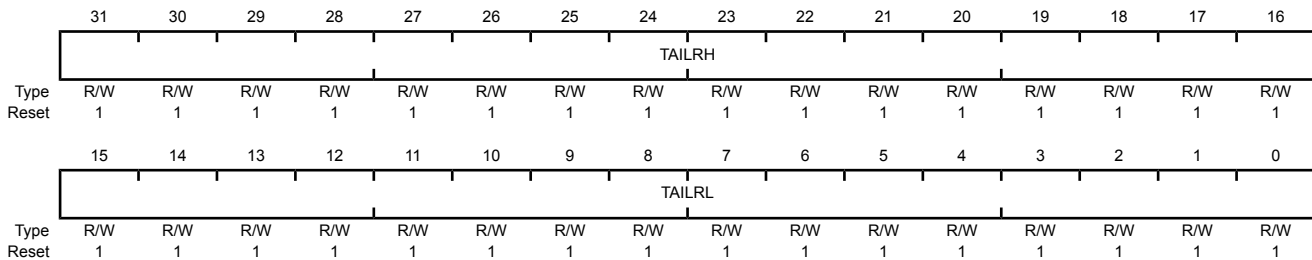 31 30 29 28 27 26 25 24 23 22 21 20 19 18 17 16
TAILRH
Type R/W R/W R/W R/W R/W R/W R/W R/W R/W R/W R/W R/W R/W R/W R/W R/W
Reset 1 1 1 1 1 1 1 1 1 1 1 1 1 1 1 1
15 14 13 12 11 10 9 8 7 6 5 4 3 2 1 0
TAILRL
Type R/W R/W R/W R/W R/W R/W R/W R/W R/W R/W R/W R/W R/W R/W R/W R/W
Reset 1 1 1 1 1 1 1 1 1 1 1 1 1 1 1 1